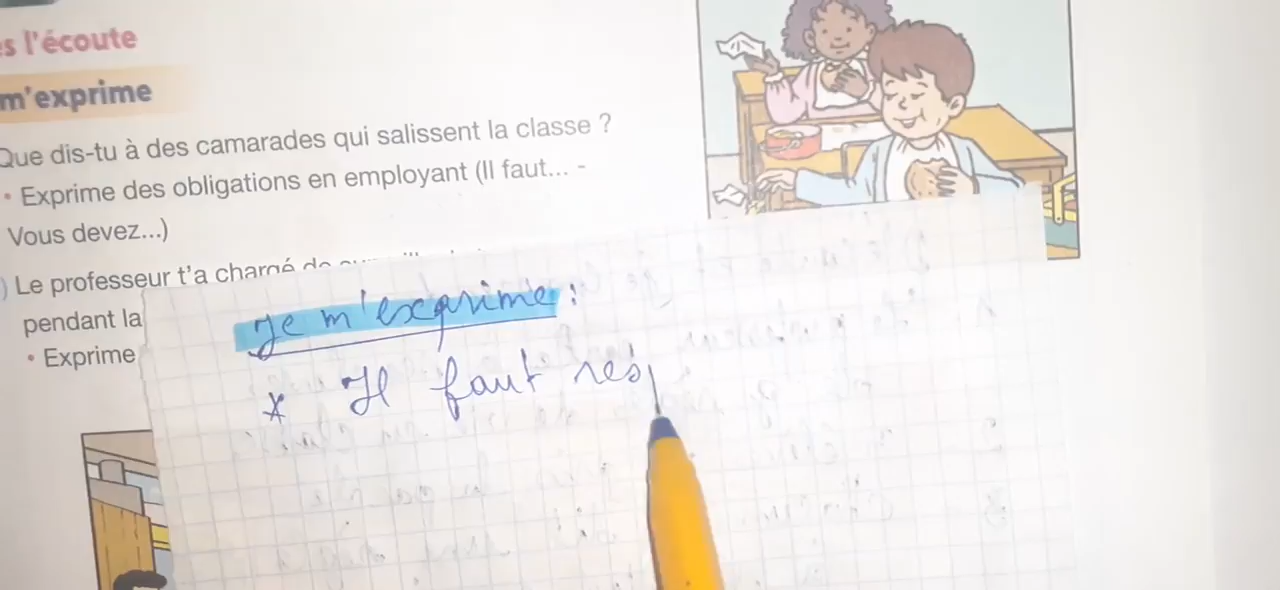 s l'écoute
m'exprime
Que dis-tu à des camarades qui salissent la classe ?
• Exprime des obligations en employant (Il faut... -
Vous devez...)
) Le professeur t'a chargé
pendant la
• Exprime
Je m'exprime :
* Il faut resp